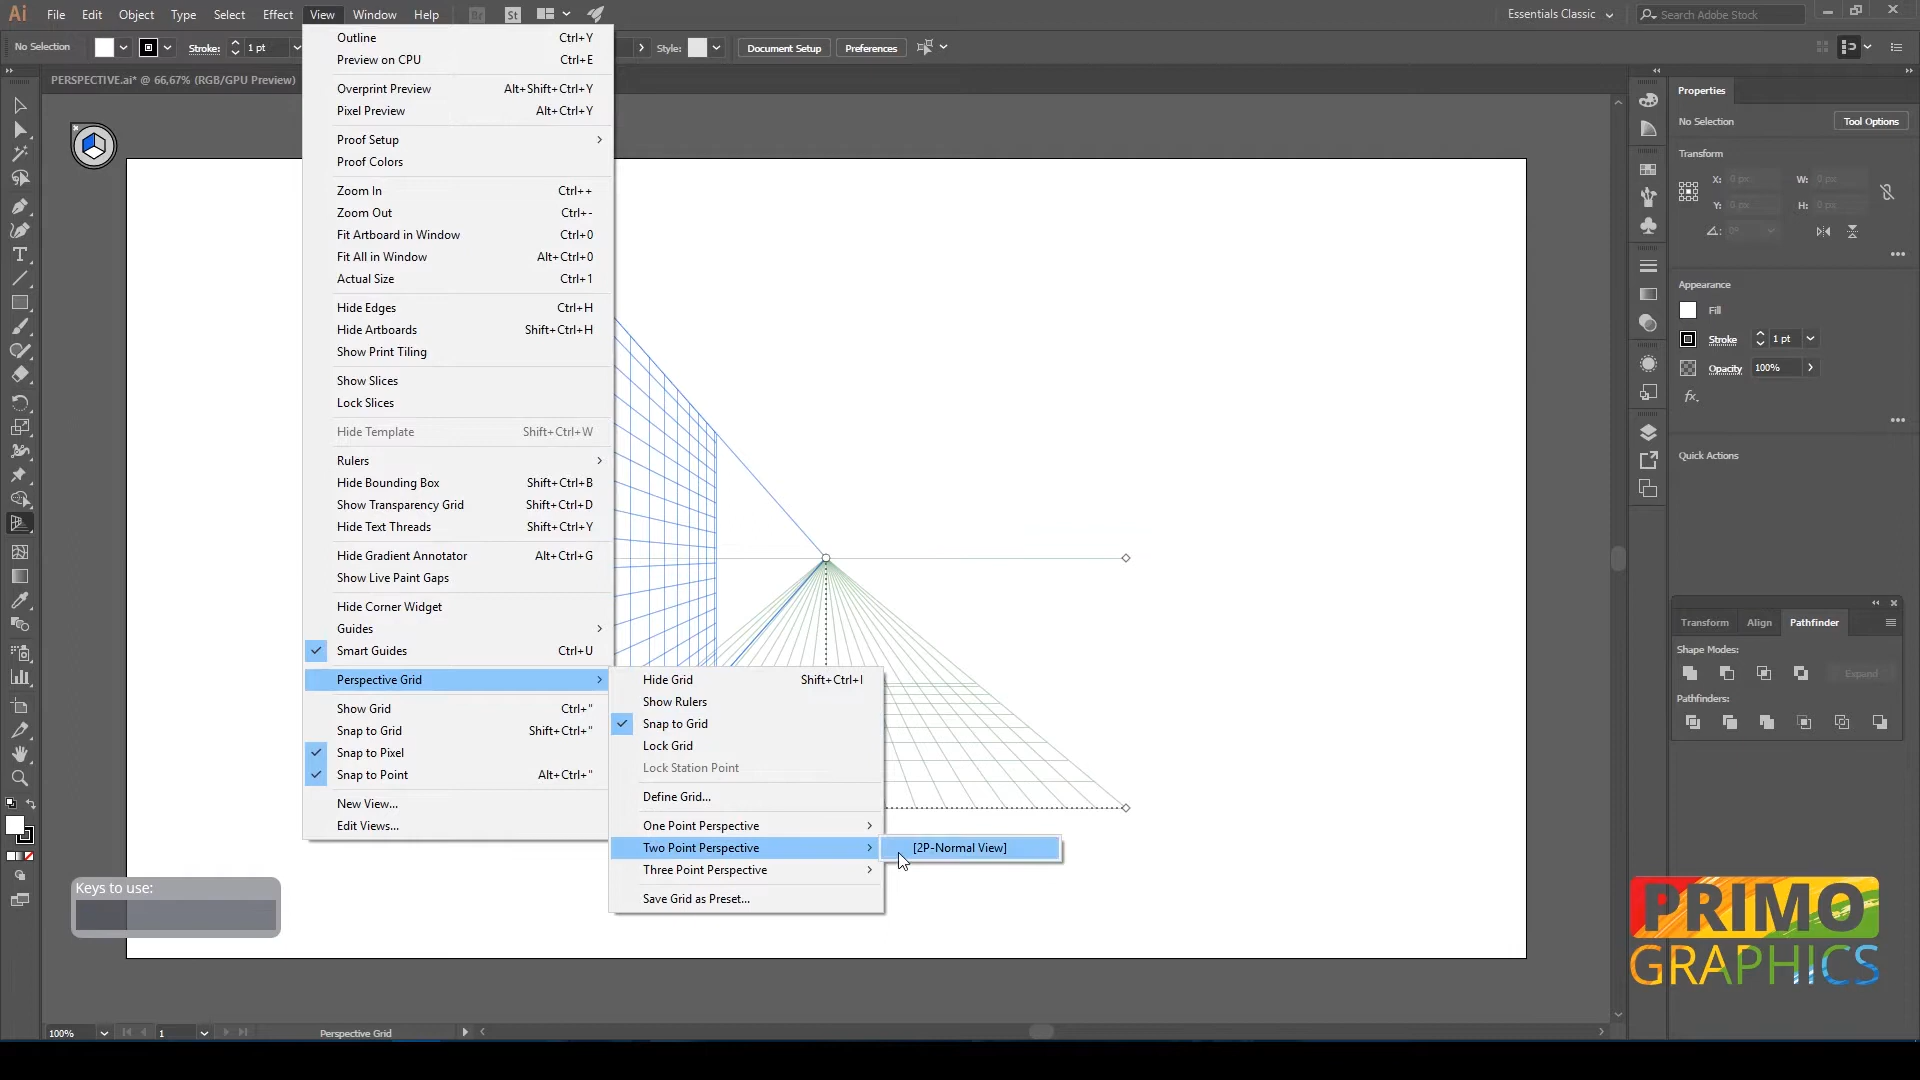 Ai File Edit Object Type Select Effect View Window Help Br St Essentials Classic Search Adobe Stock
No Selection Stroke: 1 pt Style: Document Setup Preferences
PERSPECTIVE.ai* @ 66,67% (RGB/GPU Preview)
Outline Ctrl+Y
Preview on CPU Ctrl+E
Overprint Preview Alt+Shift+Ctrl+Y
Pixel Preview Alt+Ctrl+Y
Proof Setup
Proof Colors
Zoom In Ctrl++
Zoom Out Ctrl+-
Fit Artboard in Window Ctrl+0
Fit All in Window Alt+Ctrl+0
Actual Size Ctrl+1
Hide Edges Ctrl+H
Hide Artboards Shift+Ctrl+H
Show Print Tiling
Show Slices
Lock Slices
Hide Template Shift+Ctrl+W
Rulers
Hide Bounding Box Shift+Ctrl+B
Show Transparency Grid Shift+Ctrl+D
Hide Text Threads Shift+Ctrl+Y
Hide Gradient Annotator Alt+Ctrl+G
Show Live Paint Gaps
Hide Corner Widget
Guides
Smart Guides Ctrl+U
Perspective Grid
Show Grid Ctrl+"
Snap to Grid Shift+Ctrl+"
Snap to Pixel
Snap to Point Alt+Ctrl+"
New View...
Edit Views...
Hide Grid Shift+Ctrl+I
Show Rulers
Snap to Grid
Lock Grid
Lock Station Point
Define Grid...
One Point Perspective
Two Point Perspective
Three Point Perspective
Save Grid as Preset...
[2P-Normal View]
Properties
No Selection Tool Options
Transform
X: 0 px W: 0 px
Y: 0 px H: 0 px
0°
Appearance
Fill
Stroke 1 pt
Opacity 100%
fx.
Quick Actions
Transform Align Pathfinder
Shape Modes:
Expand
Pathfinders:
Keys to use:
PRIMO
GRAPHICS
100% 1 Perspective Grid